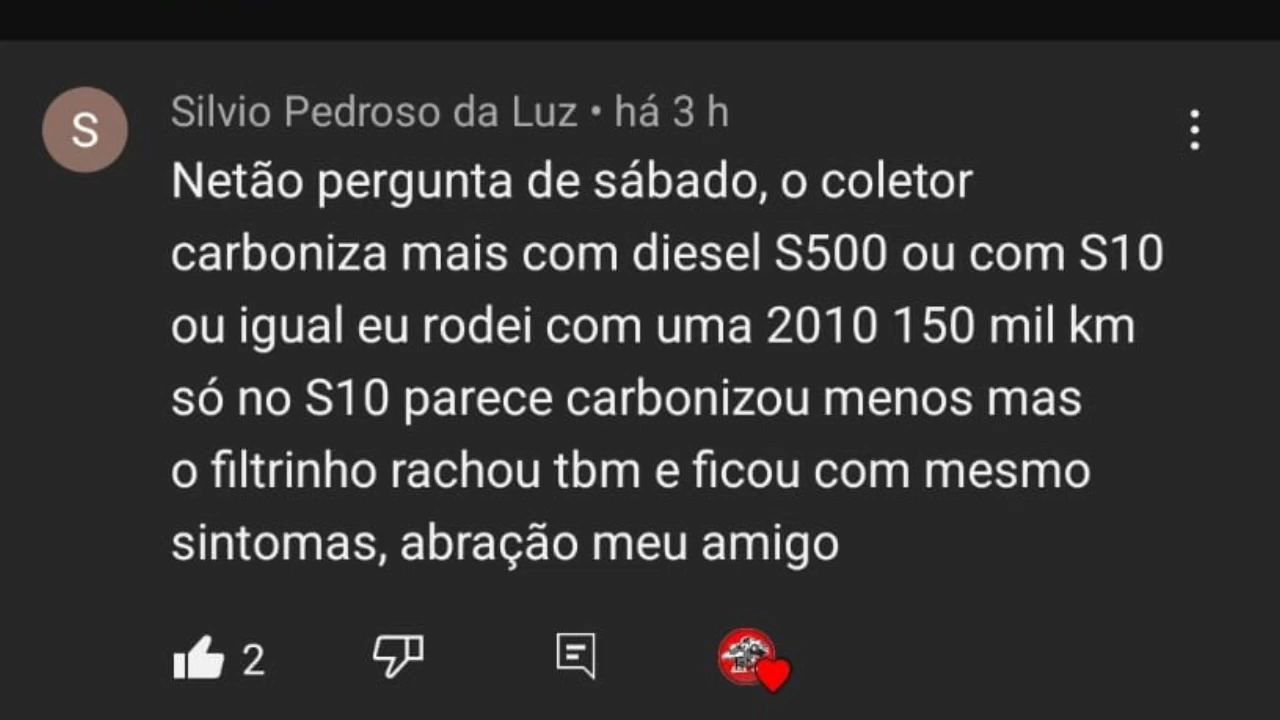 S
Silvio Pedroso da Luz • há 3 h
Netão pergunta de sábado, o coletor
carboniza mais com diesel S500 ou com S10
ou igual eu rodei com uma 2010 150 mil km
só no S10 parece carbonizou menos mas
o filtrinho rachou tbm e ficou com mesmo
sintomas, abração meu amigo
2